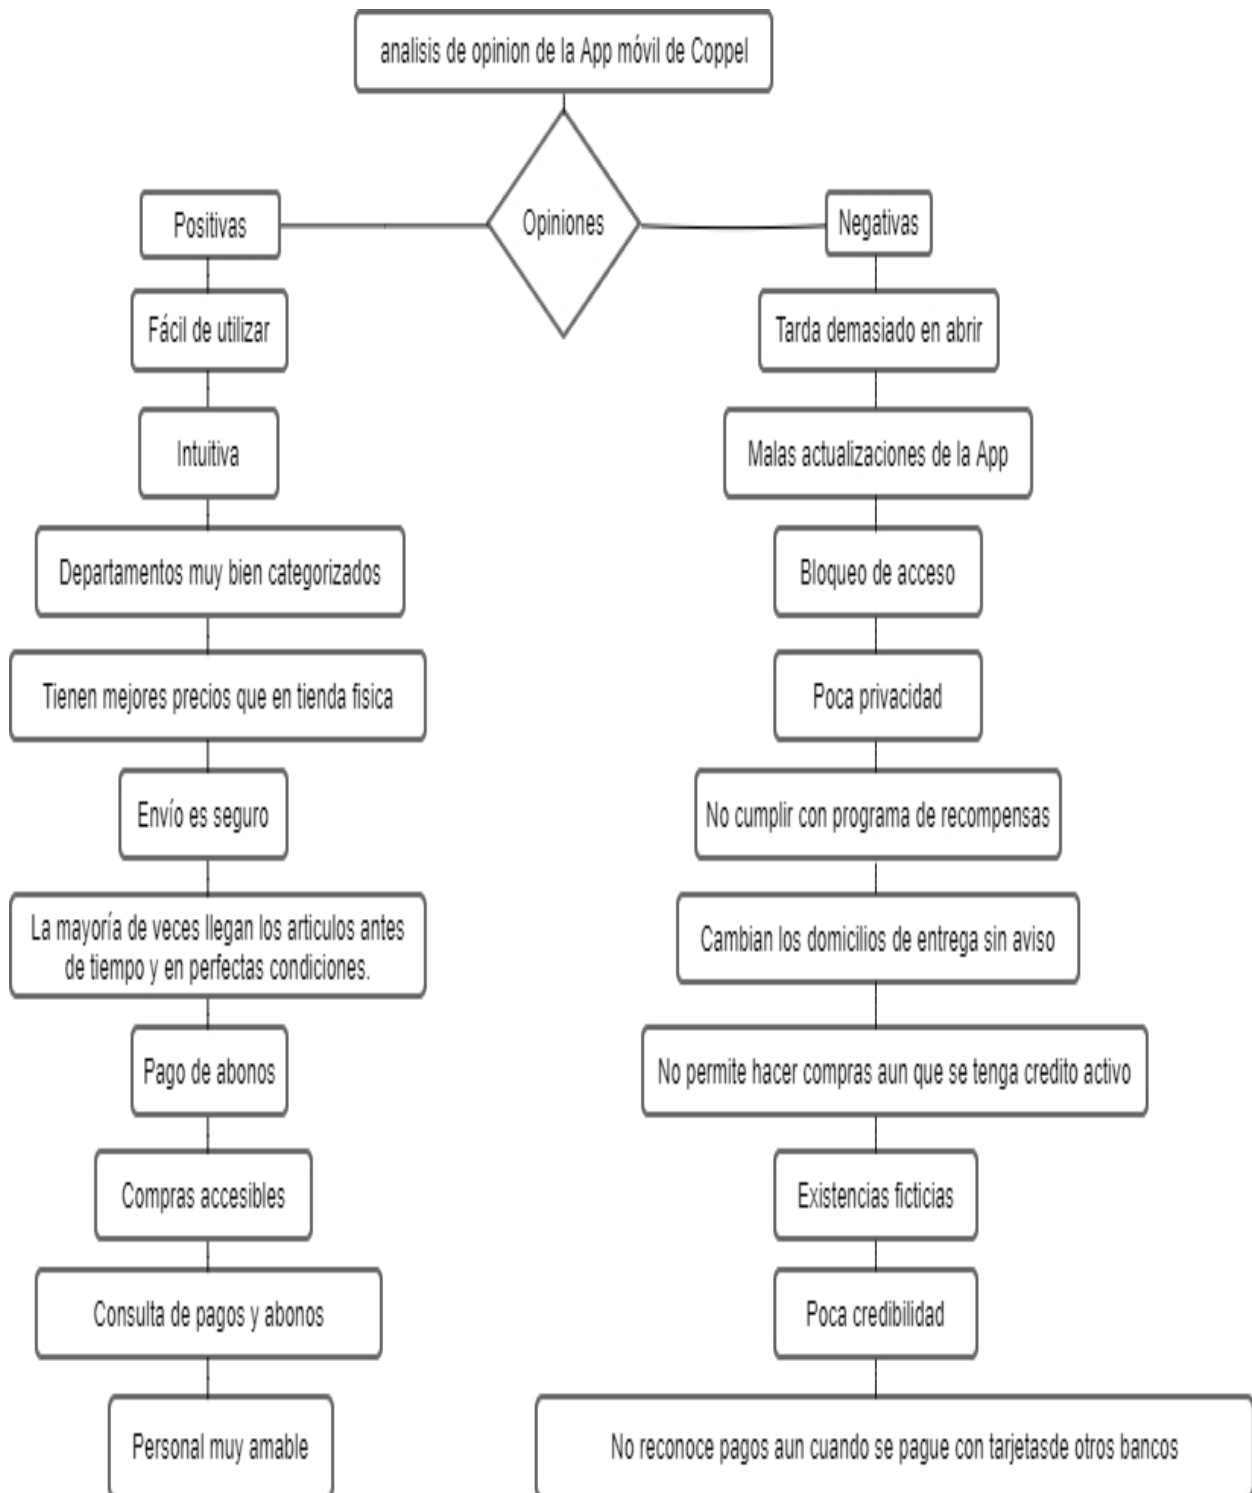 analisis de opinion de la App móvil de Coppel
Opiniones
Positivas
Fácil de utilizar
Intuitiva
Departamentos muy bien categorizados
Tienen mejores precios que en tienda fisica
Envío es seguro
La mayoría de veces llegan los articulos antes
de tiempo y en perfectas condiciones.
Pago de abonos
Compras accesibles
Consulta de pagos y abonos
Personal muy amable
Negativas
Tarda demasiado en abrir
Malas actualizaciones de la App
Bloqueo de acceso
Poca privacidad
No cumplir con programa de recompensas
Cambian los domicilios de entrega sin aviso
No permite hacer compras aun que se tenga credito activo
Existencias ficticias
Poca credibilidad
No reconoce pagos aun cuando se pague con tarjetasde otros bancos